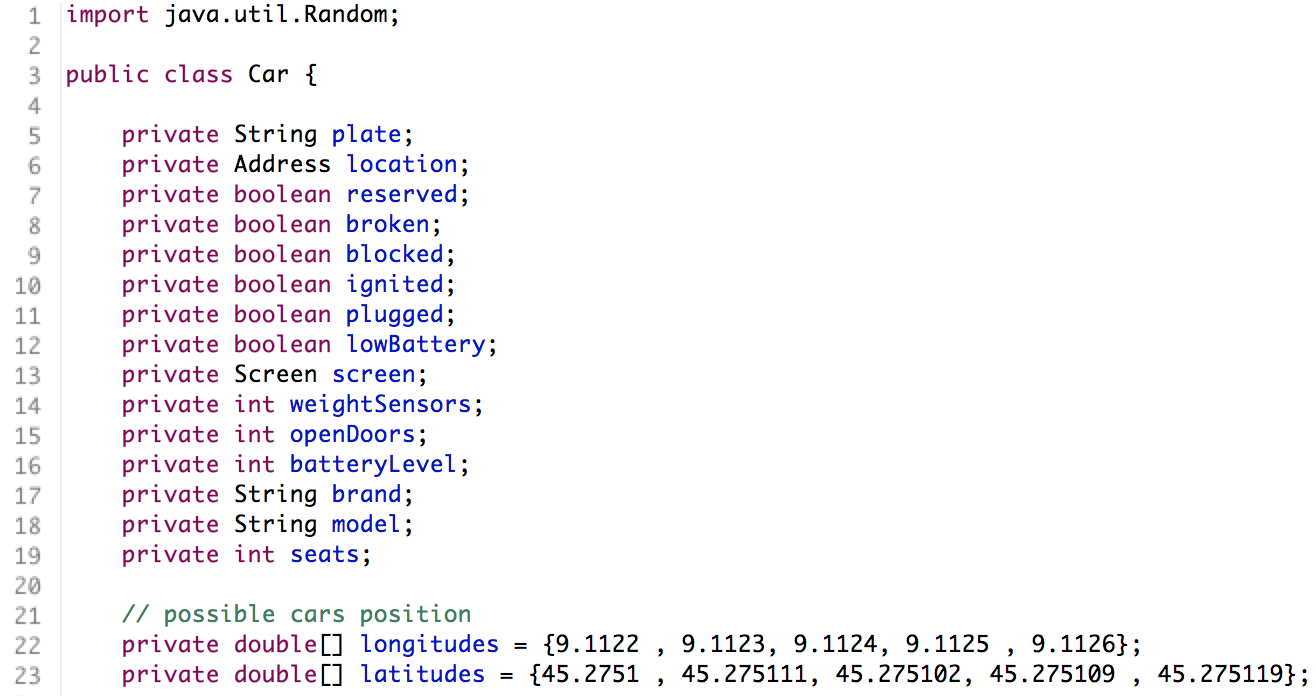 1 import java.util.Random;
2
3 public class Car {
4
5 private String plate;
6 private Address location;
7 private boolean reserved;
8 private boolean broken;
9 private boolean blocked;
10 private boolean ignited;
11 private boolean plugged;
12 private boolean lowBattery;
13 private Screen screen;
14 private int weightSensors;
15 private int openDoors;
16 private int batteryLevel;
17 private String brand;
18 private String model;
19 private int seats;
20
21 // possible cars position
22 private double[] longitudes = {9.1122 , 9.1123, 9.1124, 9.1125 , 9.1126};
23 private double[] latitudes = {45.2751 , 45.275111, 45.275102, 45.275109 , 45.275119};